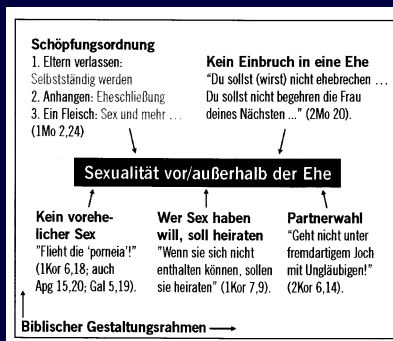 Schöpfungsordnung
1. Eltern verlassen:
Selbstständig werden
2. Anhangen: Eheschließung
3. Ein Fleisch: Sex und mehr ...
(1Mo 2,24)
Kein Einbruch in eine Ehe
"Du sollst (wirst) nicht ehebrechen ...
Du sollst nicht begehren die Frau
deines Nächsten ..." (2Mo 20).
Sexualität vor/außerhalb der Ehe
Kein vorehe-
licher Sex
"Flieht die 'porneia'!"
(1Kor 6,18; auch
Apg 15,20; Gal 5,19).
Wer Sex haben
will, soll heiraten
"Wenn sie sich nicht
enthalten können, sollen
sie heiraten" (1Kor 7,9).
Partnerwahl
"Geht nicht unter
fremdartigem Joch
mit Ungläubigen!"
(2Kor 6,14).
Biblischer Gestaltungsrahmen